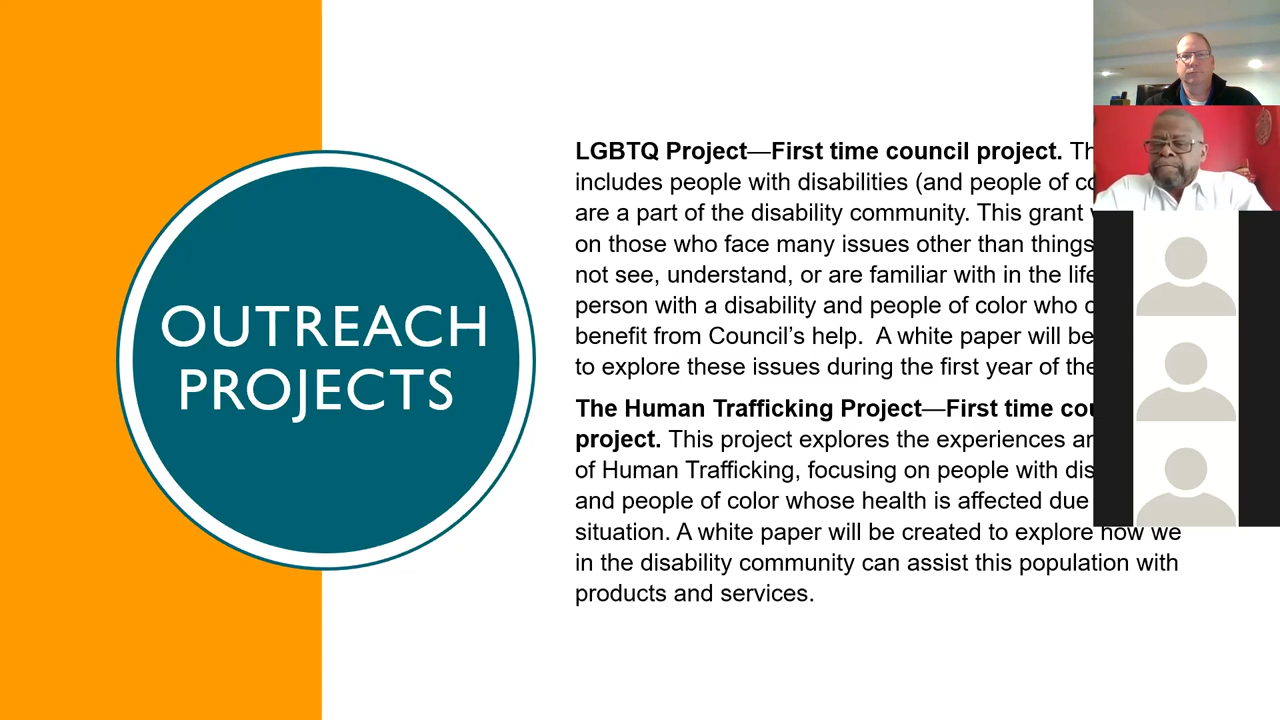 OUTREACH
PROJECTS
LGBTQ Project—First time council project.
includes people with disabilities (and people of
are a part of the disability community. This grant
on those who face many issues other than things
not see, understand, or are familiar with in the
person with a disability and people of color who
benefit from Council’s help. A white paper will be
to explore these issues during the first year of the
The Human Trafficking Project—First time
project. This project explores the experiences
of Human Trafficking, focusing on people with
and people of color whose health is affected due
situation. A white paper will be created to explore how we
in the disability community can assist this population with
products and services.